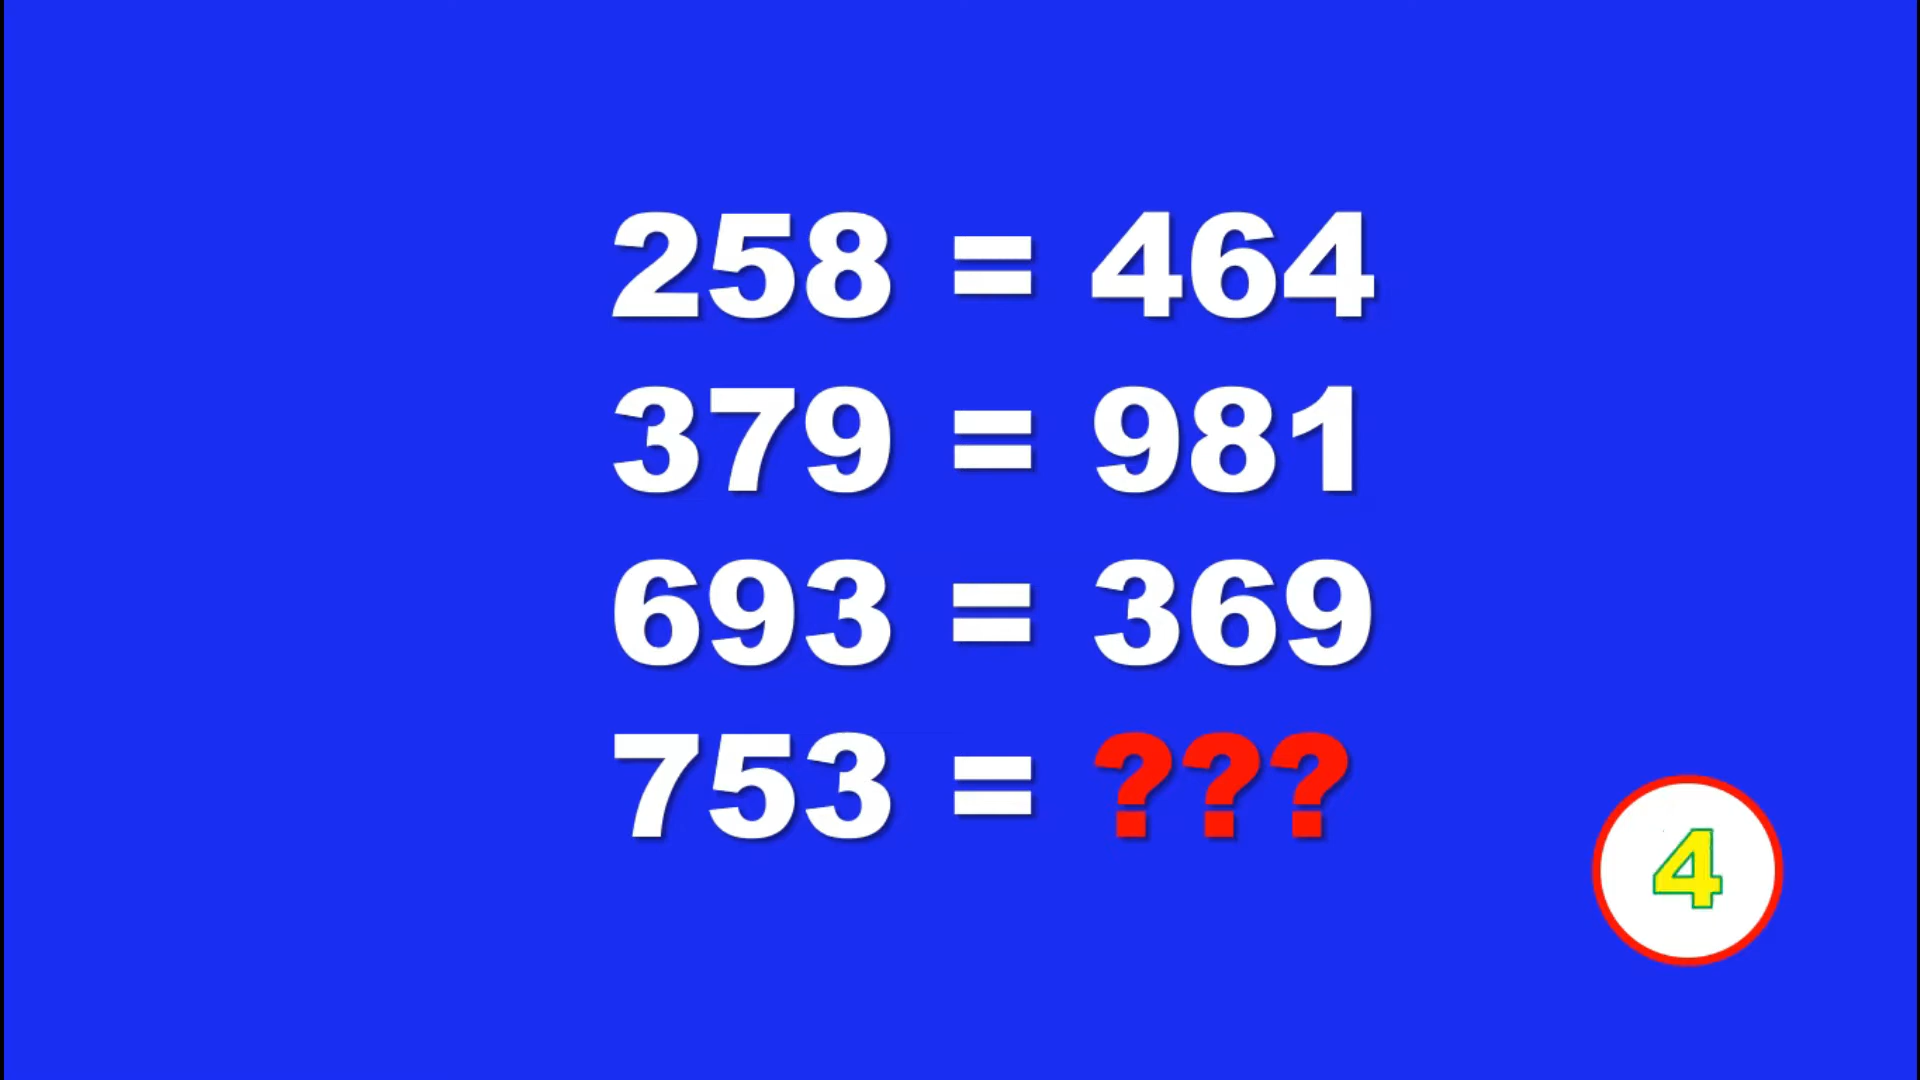 258 = 464
379 = 981
693 = 369
753 = ???
4